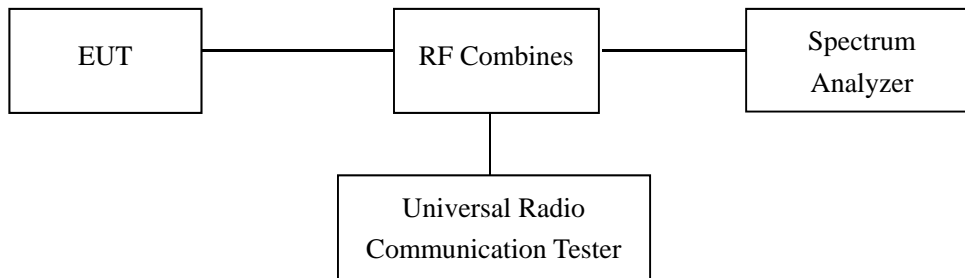 EUT
RF Combines
Spectrum
Analyzer
Universal Radio
Communication Tester